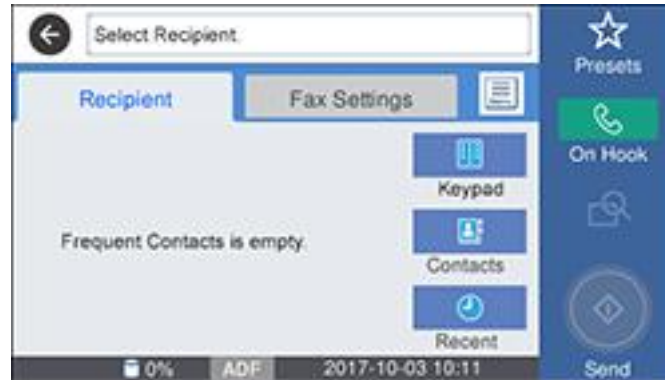 Select Recipient.
Presets
Recipient
Fax Settings
On Hook
Keypad
Frequent Contacts is empty.
Contacts
Recent
0% ADF 2017-10-03 10:11
Send